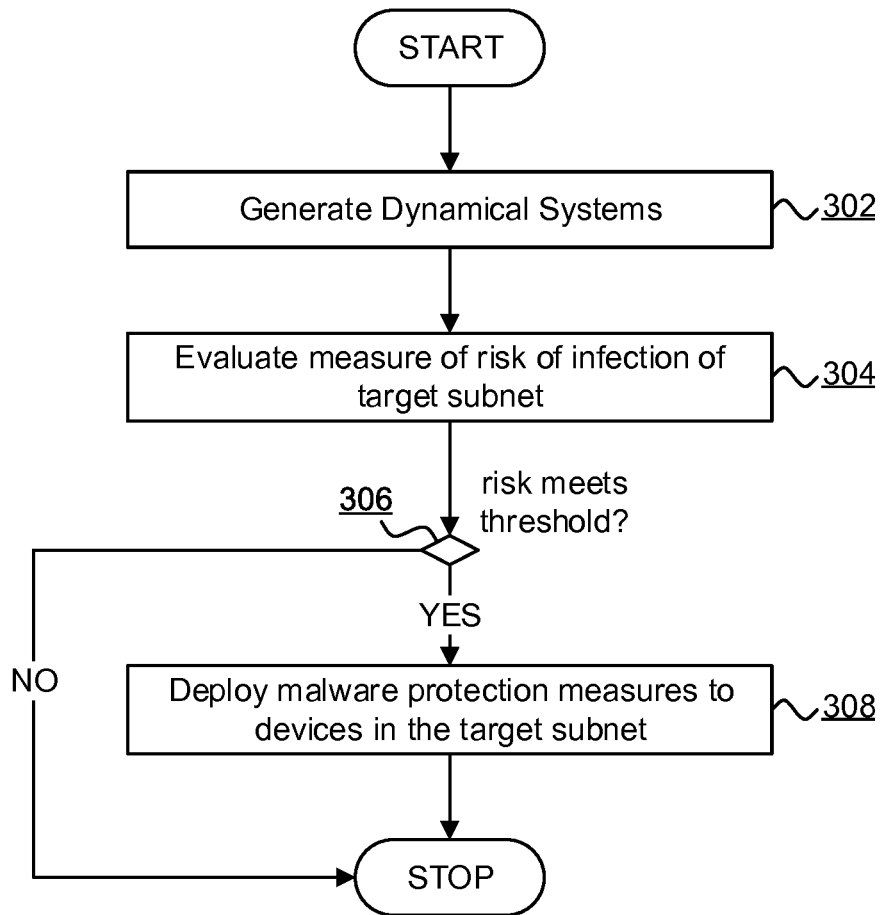 START
Generate Dynamical Systems
302
Evaluate measure of risk of infection of
target subnet
304
306
risk meets
threshold?
YES
NO
Deploy malware protection measures to
devices in the target subnet
308
STOP